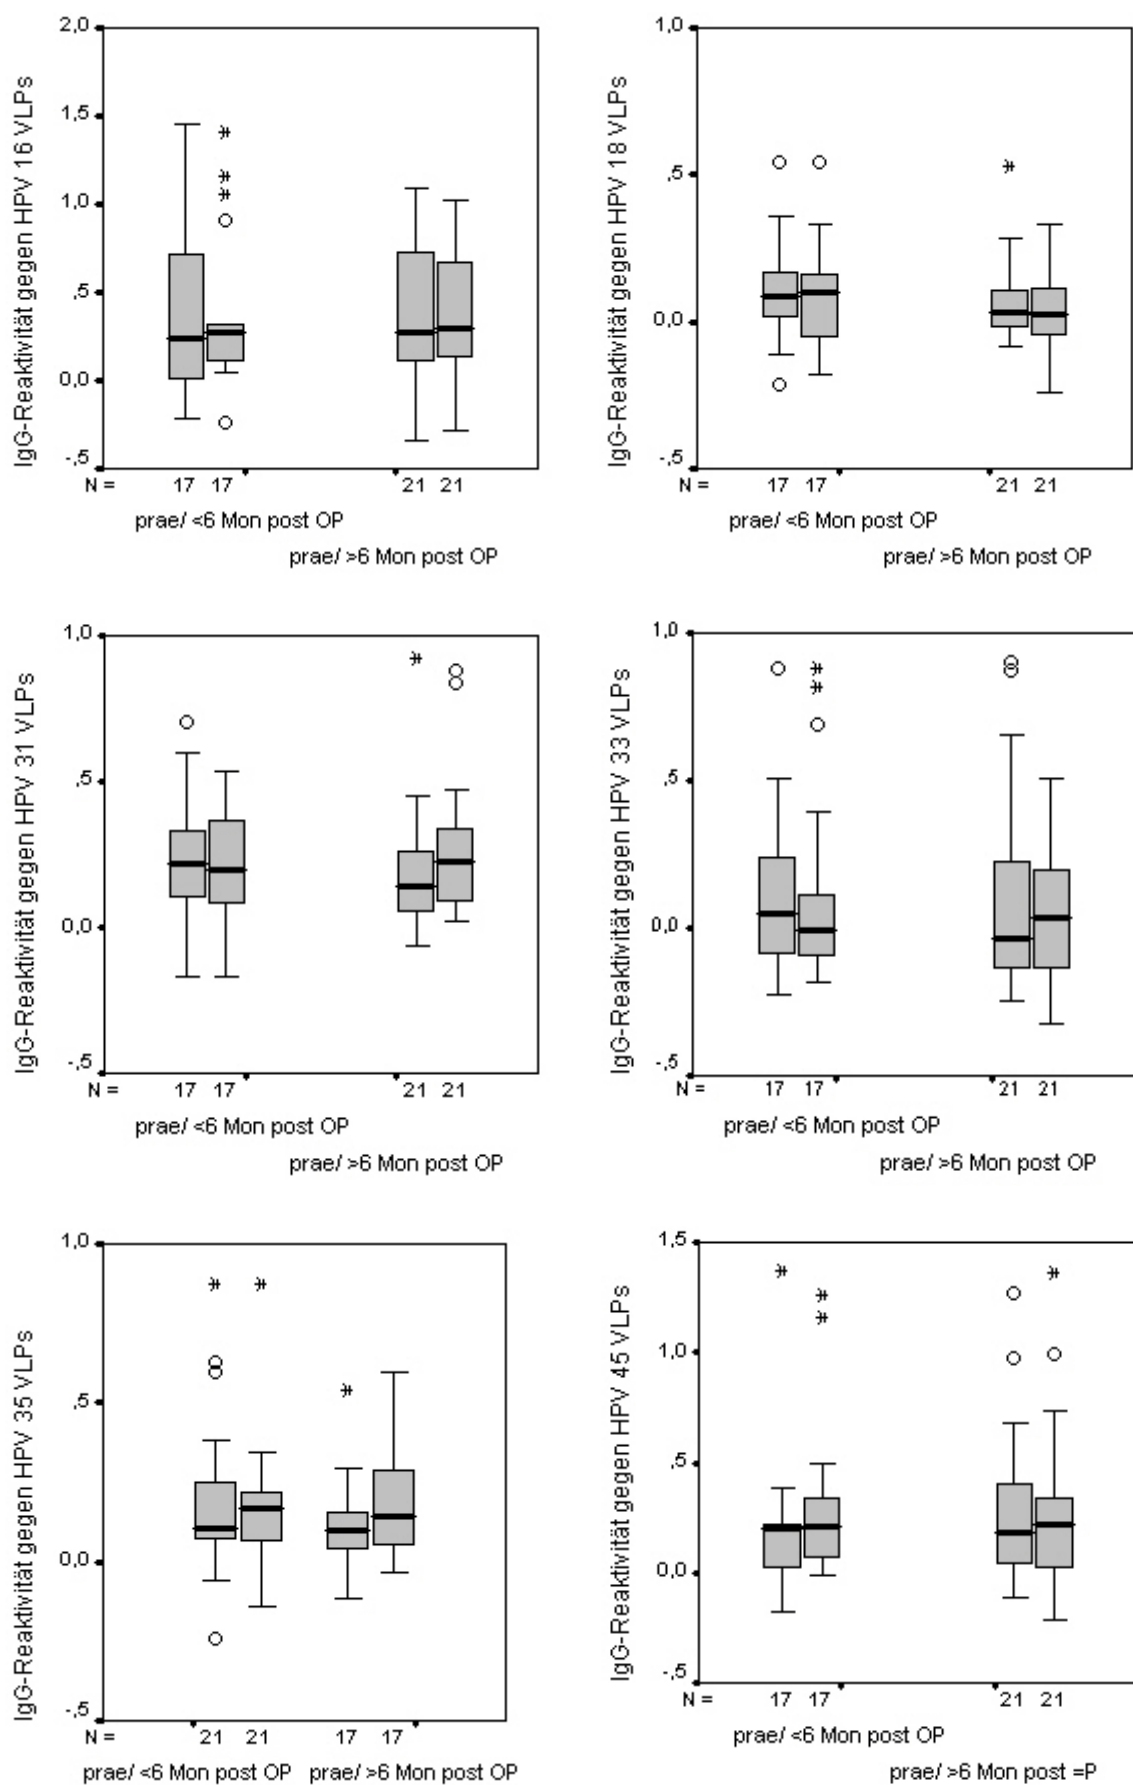 2,0
1,5
1,0
,5
0,0
-,5
IgG-Reaktivität gegen HPV 16 VLPs
N = 17 17 21 21
prae/ <6 Mon post OP
prae/ >6 Mon post OP
1,0
,5
0,0
-,5
IgG-Reaktivität gegen HPV 18 VLPs
N = 17 17 21 21
prae/ <6 Mon post OP
prae/ >6 Mon post OP
1,0
,5
0,0
-,5
IgG-Reaktivität gegen HPV 31 VLPs
N = 17 17 21 21
prae/ <6 Mon post OP
prae/ >6 Mon post OP
1,0
,5
0,0
-,5
IgG-Reaktivität gegen HPV 33 VLPs
N = 17 17 21 21
prae/ <6 Mon post OP
prae/ >6 Mon post OP
1,0
,5
0,0
-,5
IgG-Reaktivität gegen HPV 35 VLPs
N = 21 21 17 17
prae/ <6 Mon post OP prae/ >6 Mon post OP
1,5
1,0
,5
0,0
-,5
IgG-Reaktivität gegen HPV 45 VLPs
N = 17 17 21 21
prae/ <6 Mon post OP
prae/ >6 Mon post =P